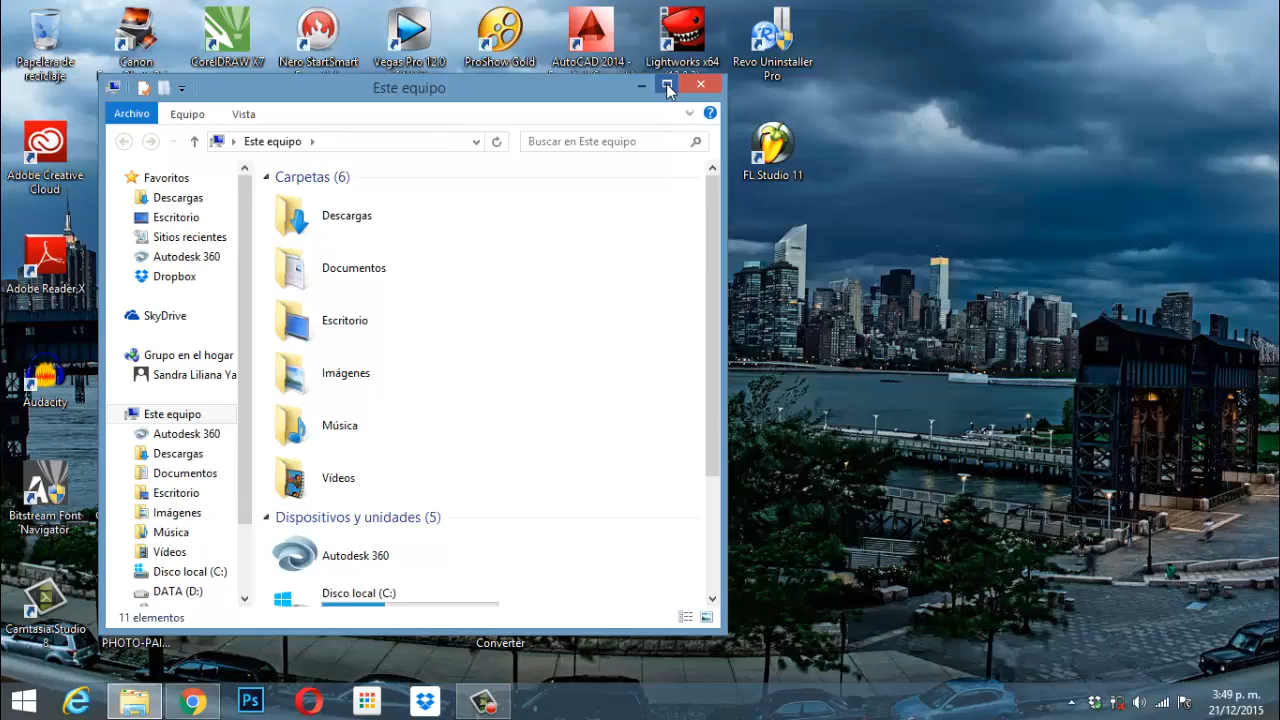 Papelera de
reciclaje
Canon
CorelDRAW X7
Nero StartSmart
Vegas Pro 12.0
ProShow Gold
AutoCAD 2014 -
Lightworks x64
Revo Uninstaller
Pro
Este equipo
Archivo
Equipo
Vista
Este equipo
Buscar en Este equipo
Adobe Creative
Cloud
FL Studio 11
Favoritos
Descargas
Escritorio
Sitios recientes
Autodesk 360
Dropbox
SkyDrive
Grupo en el hogar
Sandra Liliana Ya
Este equipo
Autodesk 360
Descargas
Documentos
Escritorio
Imágenes
Música
Vídeos
Disco local (C:)
DATA (D:)
Carpetas (6)
Descargas
Documentos
Escritorio
Imágenes
Música
Vídeos
Dispositivos y unidades (5)
Autodesk 360
Disco local (C:)
11 elementos
Adobe Reader X
Audacity
Bitstream Font
Navigator
Camtasia Studio
8
PHOTO-PAI...
Converter
Ps
3:49 p. m.
21/12/2015